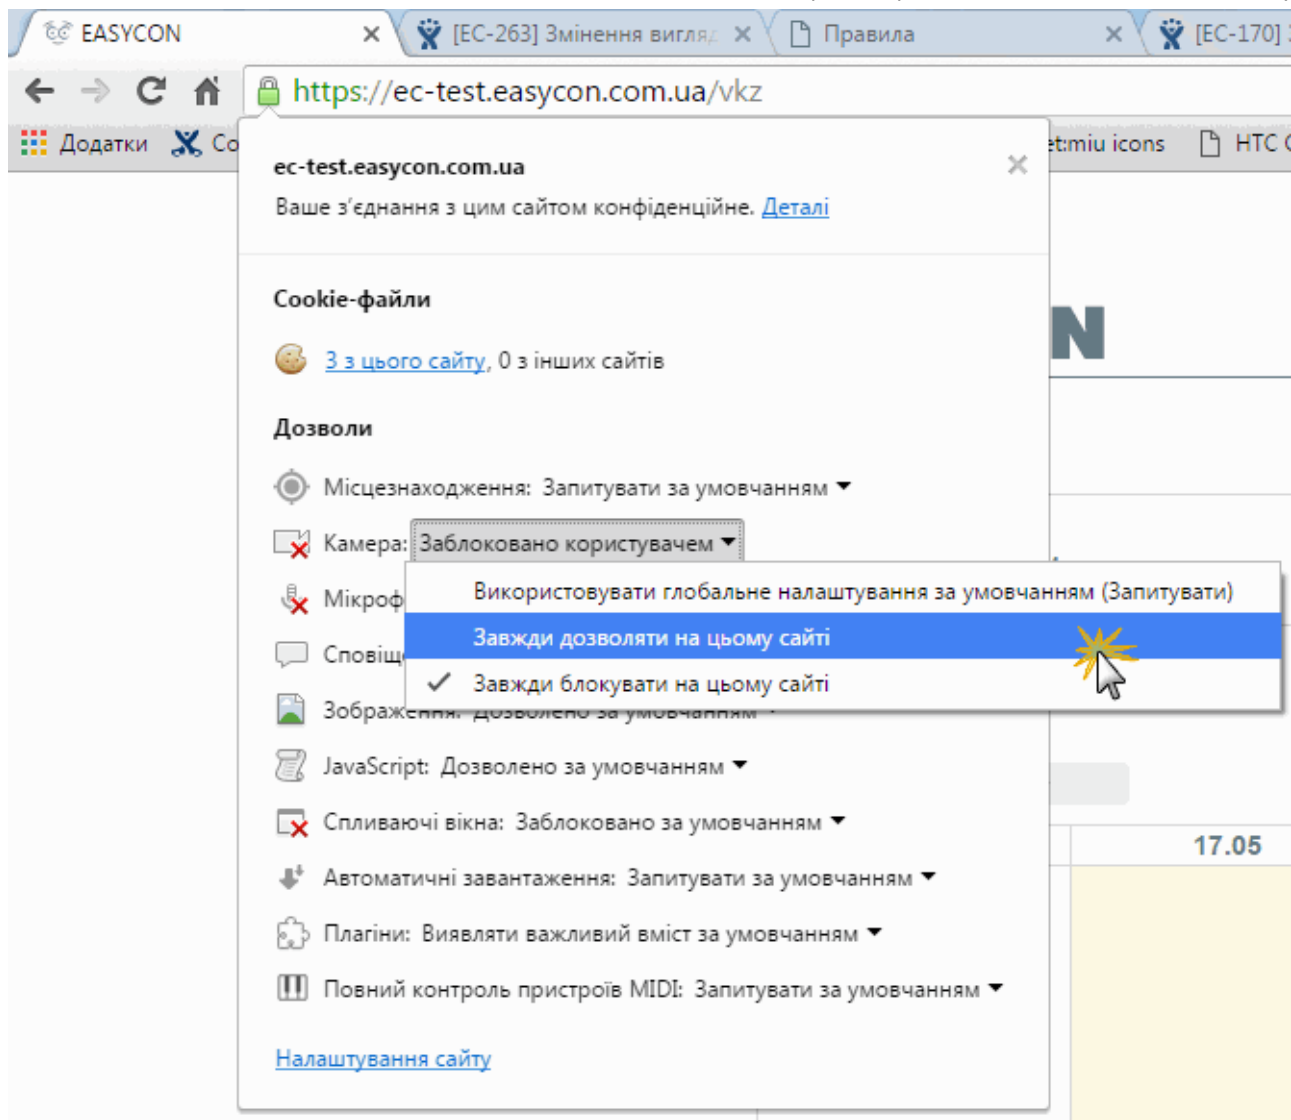 EASYCON
[EC-263] Змінення вигляд
Правила
[EC-170]
https://ec-test.easycon.com.ua/vkz
Додатки
Co
et:miu icons
HTC
ec-test.easycon.com.ua
Ваше з’єднання з цим сайтом конфіденційне. Деталі
Cookie-файли
N
3 з цього сайту, 0 з інших сайтів
Дозволи
Місцезнаходження: Запитувати за умовчанням
Камера: Заблоковано користувачем
Використовувати глобальне налаштування за умовчанням (Запитувати)
Мікроф
Завжди дозволяти на цьому сайті
Сповіщ
Завжди блокувати на цьому сайті
Зображення: Дозволено за умовчанням
JavaScript: Дозволено за умовчанням
Спливаючі вікна: Заблоковано за умовчанням
17.05
Автоматичні завантаження: Запитувати за умовчанням
Плагіни: Виявляти важливий вміст за умовчанням
Повний контроль пристроїв MIDI: Запитувати за умовчанням
Налаштування сайту